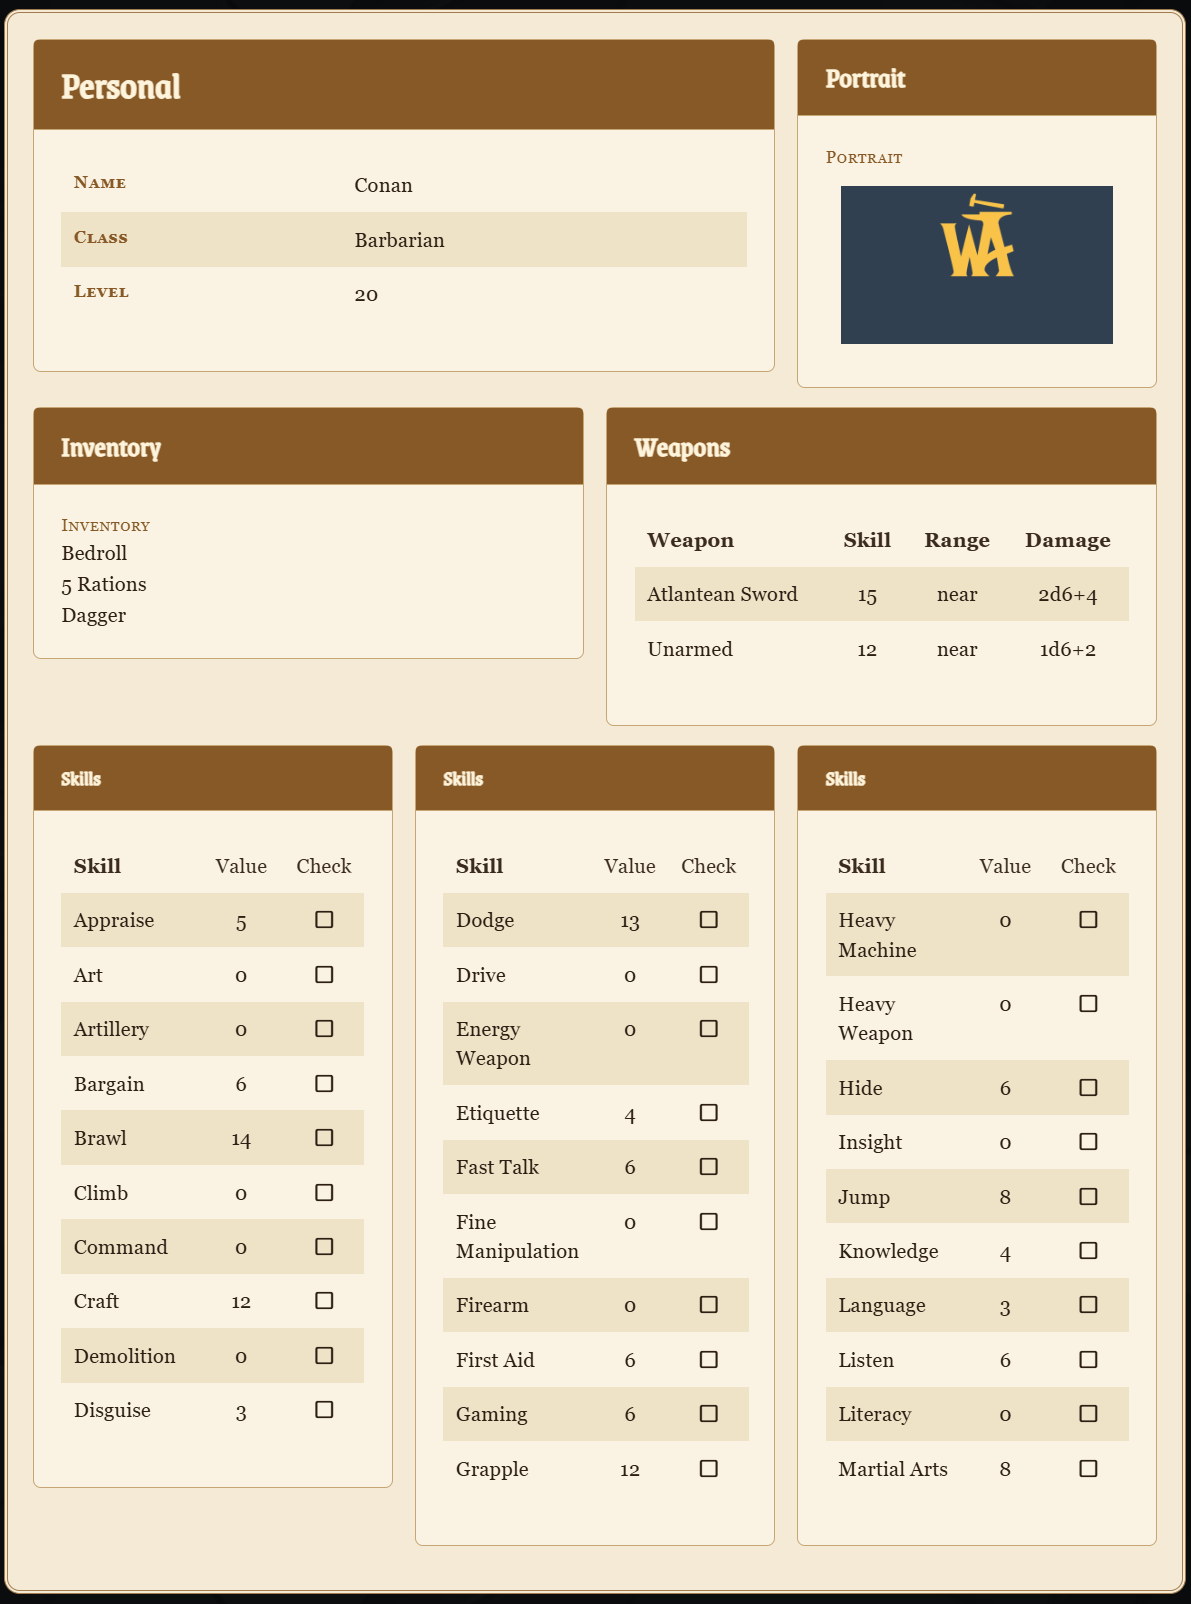 Personal
Name Conan
Class Barbarian
Level 20
Portrait
Portrait
WA
Inventory
Inventory
Bedroll
5 Rations
Dagger
Weapons
Weapon Skill Range Damage
Atlantean Sword 15 near 2d6+4
Unarmed 12 near 1d6+2
Skills
Skill Value Check
Appraise 5
Art 0
Artillery 0
Bargain 6
Brawl 14
Climb 0
Command 0
Craft 12
Demolition 0
Disguise 3
Skills
Skill Value Check
Dodge 13
Drive 0
Energy 0
Weapon
Etiquette 4
Fast Talk 6
Fine 0
Manipulation
Firearm 0
First Aid 6
Gaming 6
Grapple 12
Skills
Skill Value Check
Heavy 0
Machine
Heavy 0
Weapon
Hide 6
Insight 0
Jump 8
Knowledge 4
Language 3
Listen 6
Literacy 0
Martial Arts 8